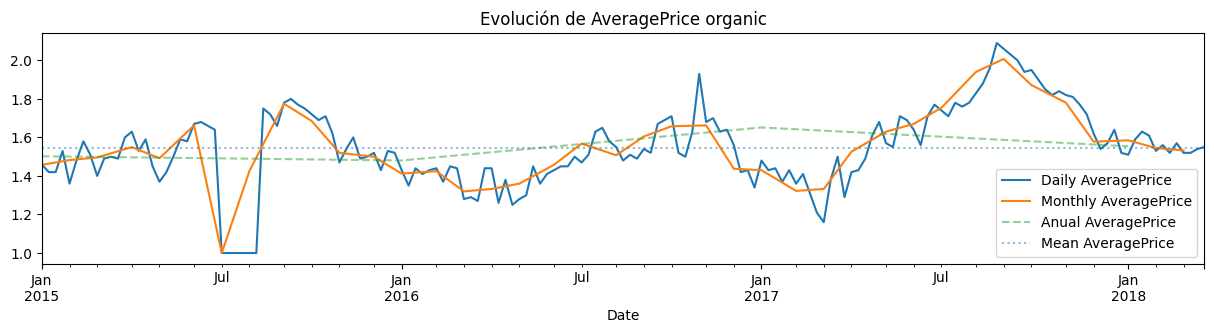 Evolución de AveragePrice organic
2.0
1.8
1.6
1.4
1.2
1.0
Daily AveragePrice
Monthly AveragePrice
Anual AveragePrice
Mean AveragePrice
Jan Jul Jan Jul Jan Jul Jan
2015 2016 2017 2018
Date